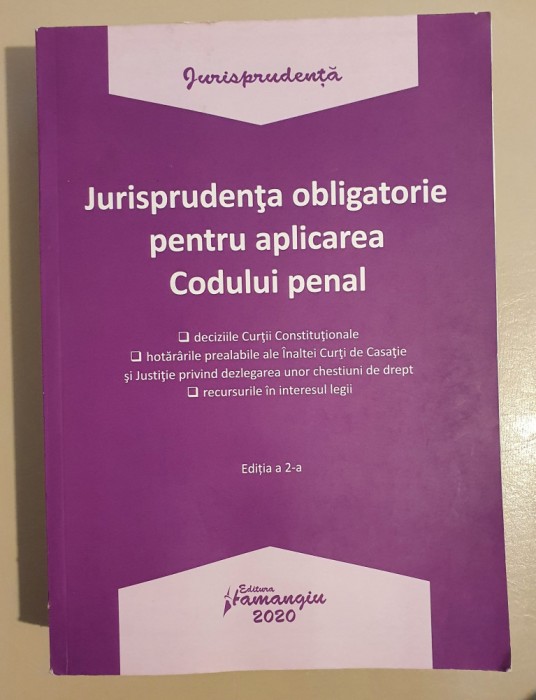 Jurisprudență
Jurisprudenţa obligatorie
pentru aplicarea
Codului penal
❑ deciziile Curţii Constituţionale
❑ hotărârile prealabile ale Înaltei Curţi de Casaţie
şi Justiţie privind dezlegarea unor chestiuni de drept
❑ recursurile în interesul legii
Ediţia a 2-a
Editura
Hamangiu
2020